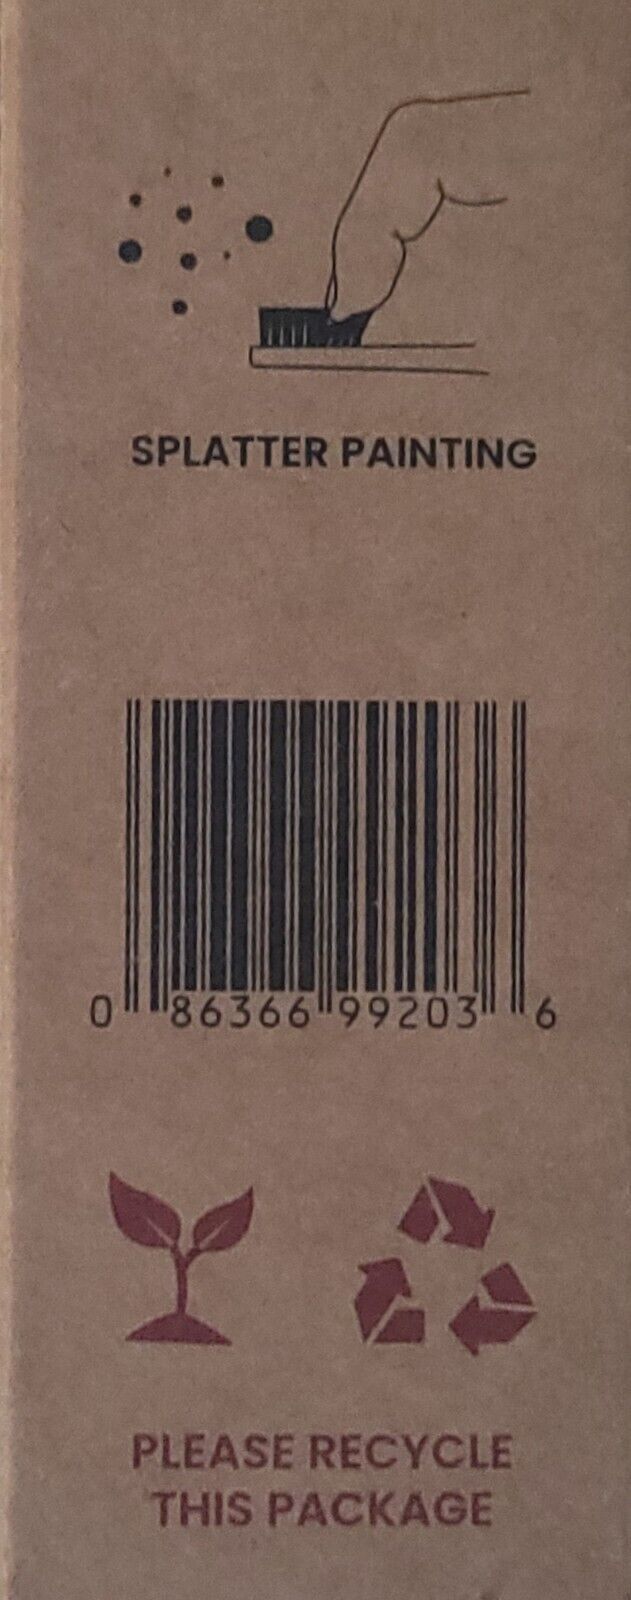 SPLATTER PAINTING
0 86366 99203 6
PLEASE RECYCLE
THIS PACKAGE